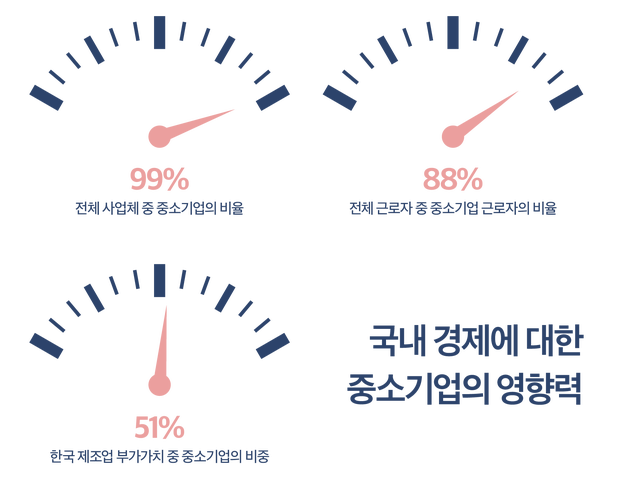 99%
전체 사업체 중 중소기업의 비율
88%
전체 근로자 중 중소기업 근로자의 비율
51%
한국 제조업 부가가치 중 중소기업의 비중
국내 경제에 대한
중소기업의 영향력